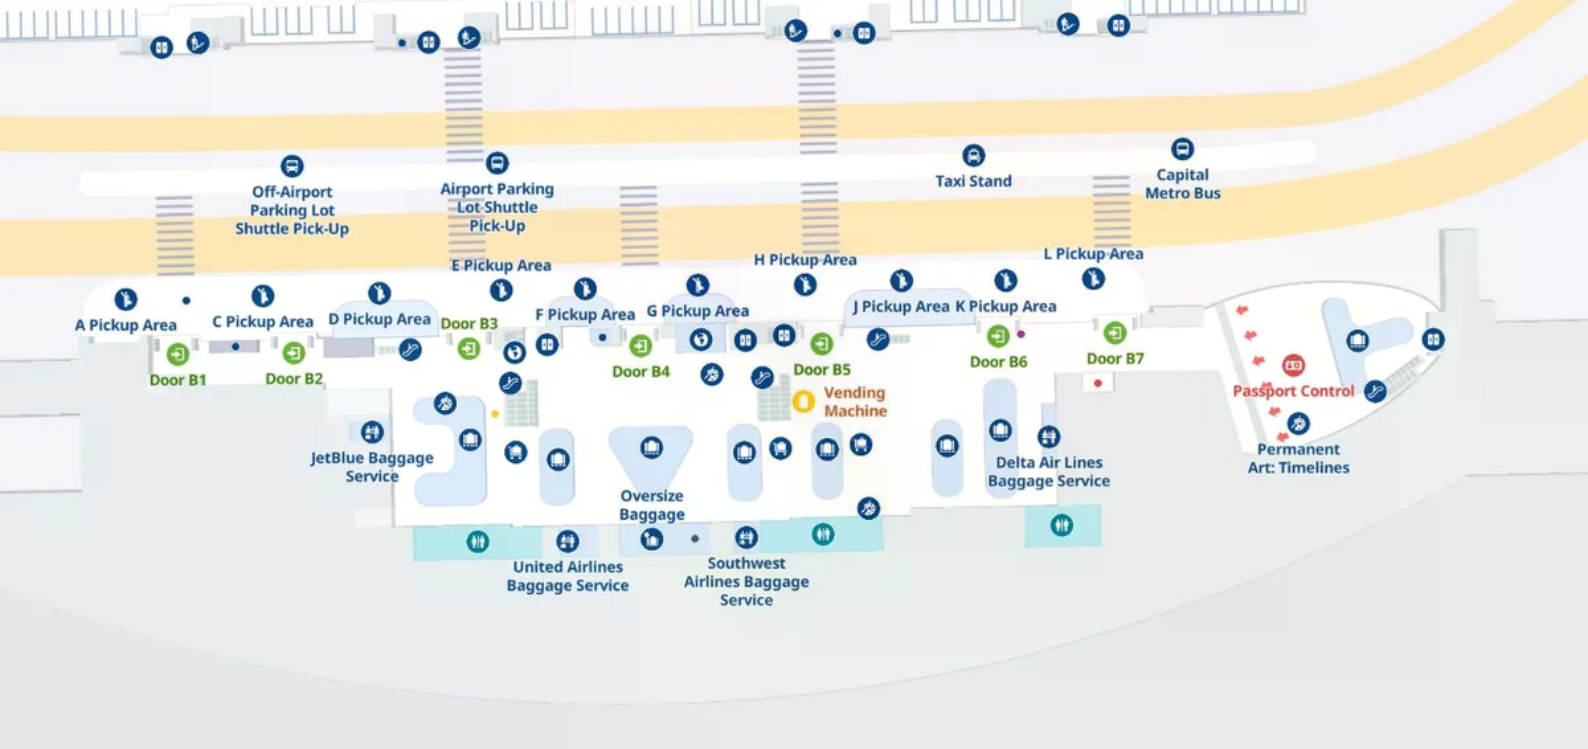 Off-Airport
Parking Lot
Shuttle Pick-Up
Airport Parking
Lot Shuttle
Pick-Up
Taxi Stand
Capital
Metro Bus
A Pickup Area
C Pickup Area
D Pickup Area
E Pickup Area
F Pickup Area
G Pickup Area
H Pickup Area
J Pickup Area
K Pickup Area
L Pickup Area
Door B1
Door B2
Door B3
Door B4
Door B5
Door B6
Door B7
Vending
Machine
Passport Control
Permanent
Art: Timelines
JetBlue Baggage
Service
Oversize
Baggage
Delta Air Lines
Baggage Service
United Airlines
Baggage Service
Southwest
Airlines Baggage
Service